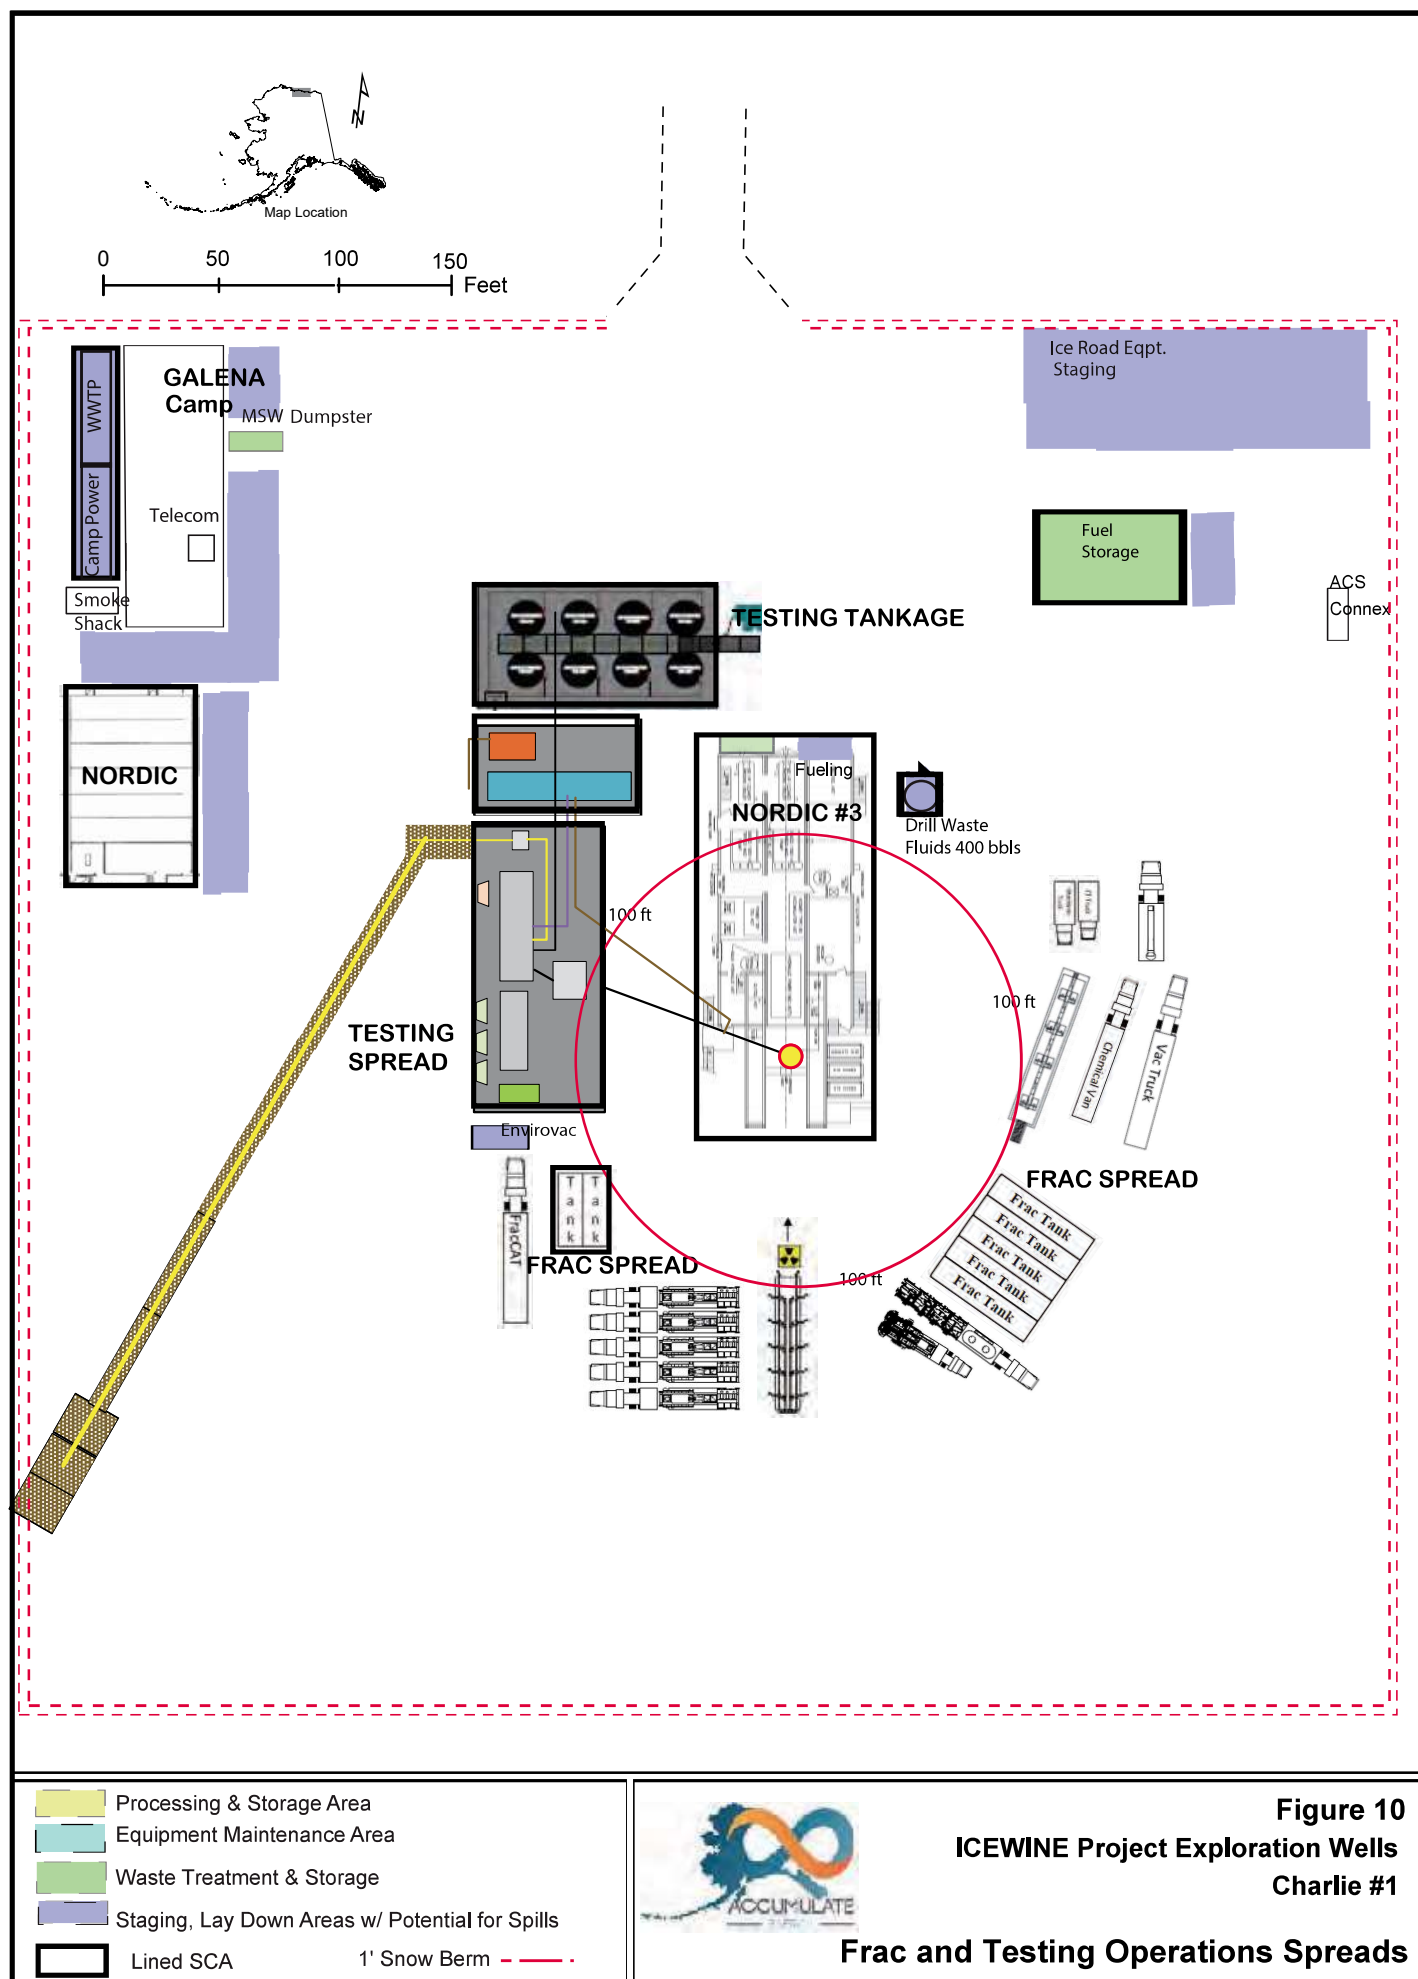 N
Map Location
0 50 100 150
Feet
GALENA
Camp
WWTP
Camp Power
MSW Dumpster
Telecom
Smoke
Shack
NORDIC
Ice Road Eqpt.
Staging
Fuel
Storage
ACS
Connex
TESTING TANKAGE
Fueling
NORDIC #3
Drill Waste
Fluids 400 bbls
100 ft
100 ft
TESTING
SPREAD
Chemical Van
Vac Truck
Envirovac
FracCAT
Tank
Tank
FRAC SPREAD
FRAC SPREAD
Frac Tank
Frac Tank
Frac Tank
Frac Tank
Frac Tank
100 ft
Processing & Storage Area
Equipment Maintenance Area
Waste Treatment & Storage
Staging, Lay Down Areas w/ Potential for Spills
Lined SCA
1' Snow Berm
ACCUMULATE
Figure 10
ICEWINE Project Exploration Wells
Charlie #1
Frac and Testing Operations Spreads